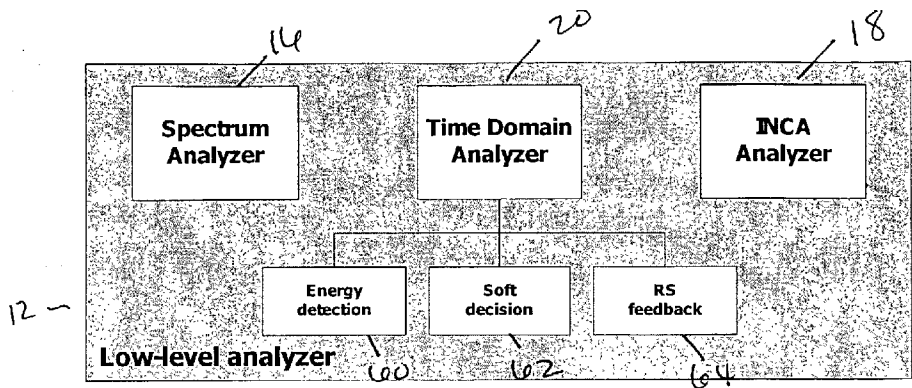 16
20
18
Spectrum
Analyzer
Time Domain
Analyzer
INCA
Analyzer
Energy
detection
Soft
decision
RS
feedback
12
Low-level analyzer
60
62
64